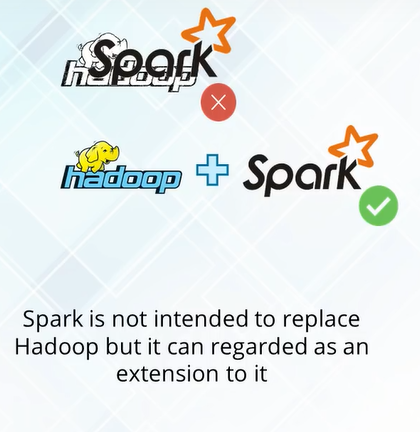 hadoop
Spark
hadoop + Spark
Spark is not intended to replace
Hadoop but it can regarded as an
extension to it